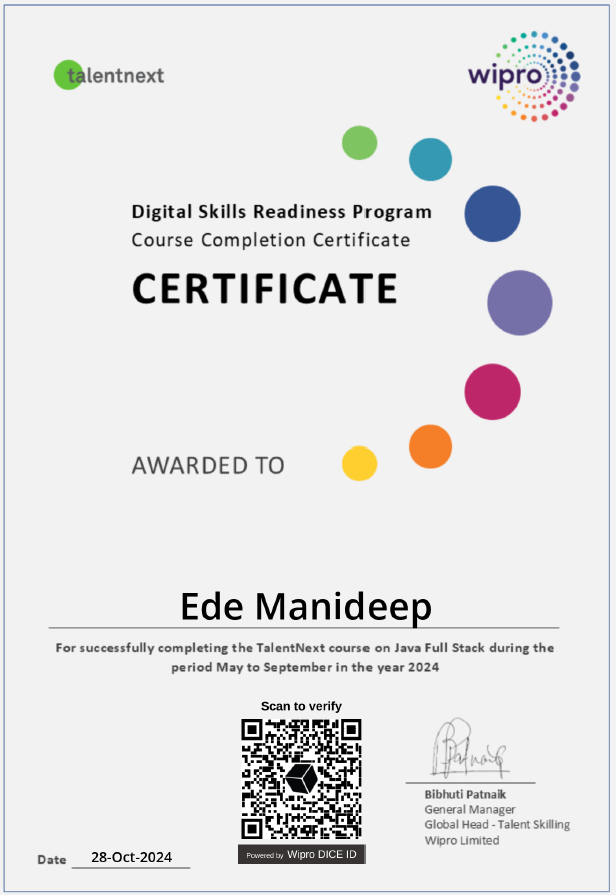 talentnext
wipro
Digital Skills Readiness Program
Course Completion Certificate
CERTIFICATE
AWARDED TO
Ede Manideep
For successfully completing the TalentNext course on Java Full Stack during the
period May to September in the year 2024
Scan to verify
Powered by Wipro DICE ID
Bibhuti Patnaik
General Manager
Global Head - Talent Skilling
Wipro Limited
Date 28-Oct-2024